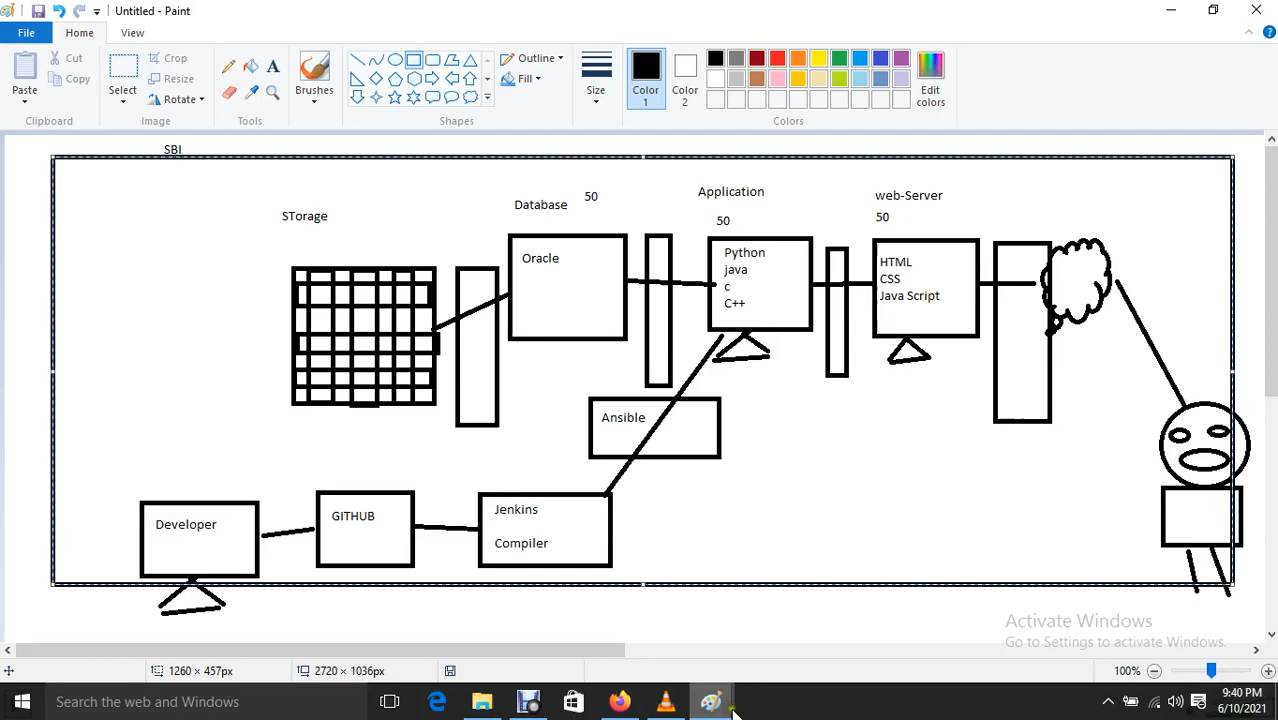 Untitled - Paint
File
Home
View
Paste
Cut
Copy
Clipboard
Select
Crop
Resize
Rotate
Image
A
Tools
Brushes
Shapes
Outline
Fill
Size
Color 1
Color 2
Edit colors
Colors
SBI
STorage
Database 50
Application
50
web-Server
50
Oracle
Python
java
c
C++
HTML
CSS
Java Script
Ansible
Developer
GITHUB
Jenkins
Compiler
Activate Windows
Go to Settings to activate Windows.
1260 × 457px
2720 × 1036px
100%
Search the web and Windows
9:40 PM
6/10/2021